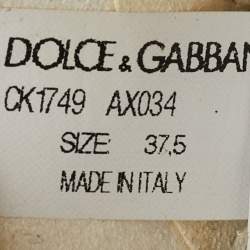 DOLCE & GABBAN
CK1749 AX034
SIZE: 37,5
MADE IN ITALY